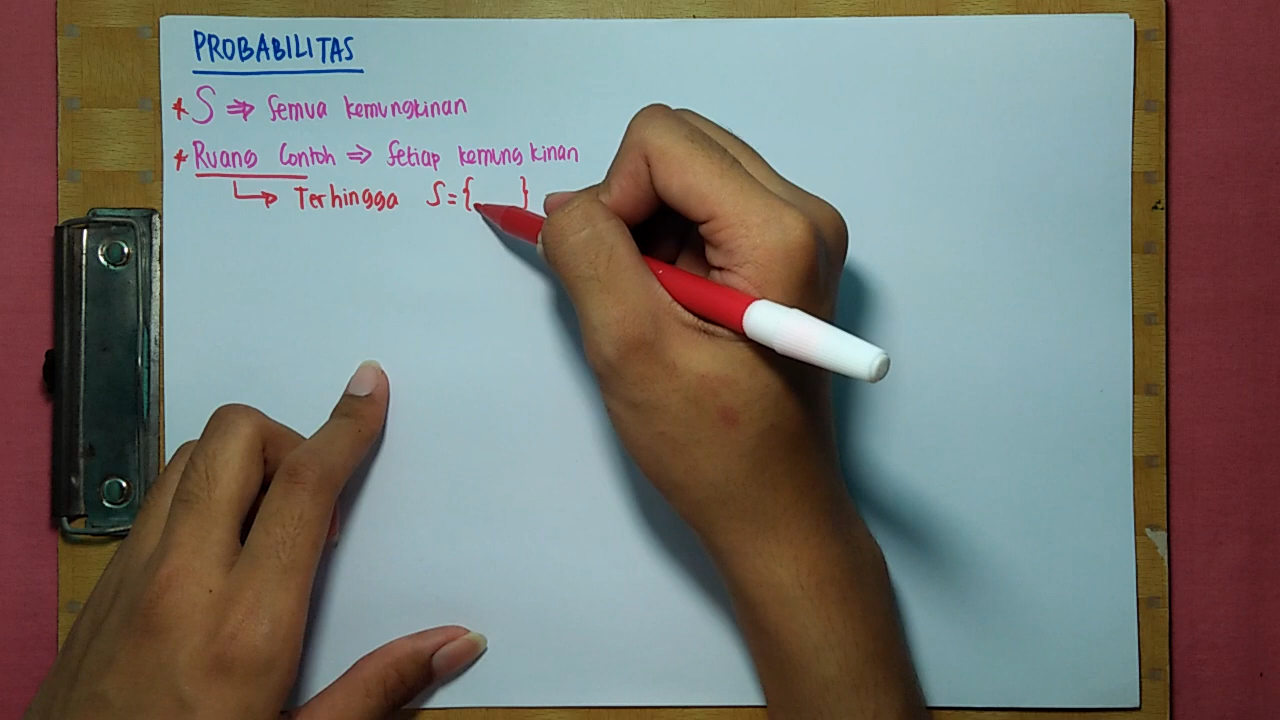 PROBABILITAS
* S ⇒ Semua kemungkinan
* Ruang Contoh ⇒ Setiap kemungkinan
↳ Terhingga S = { }